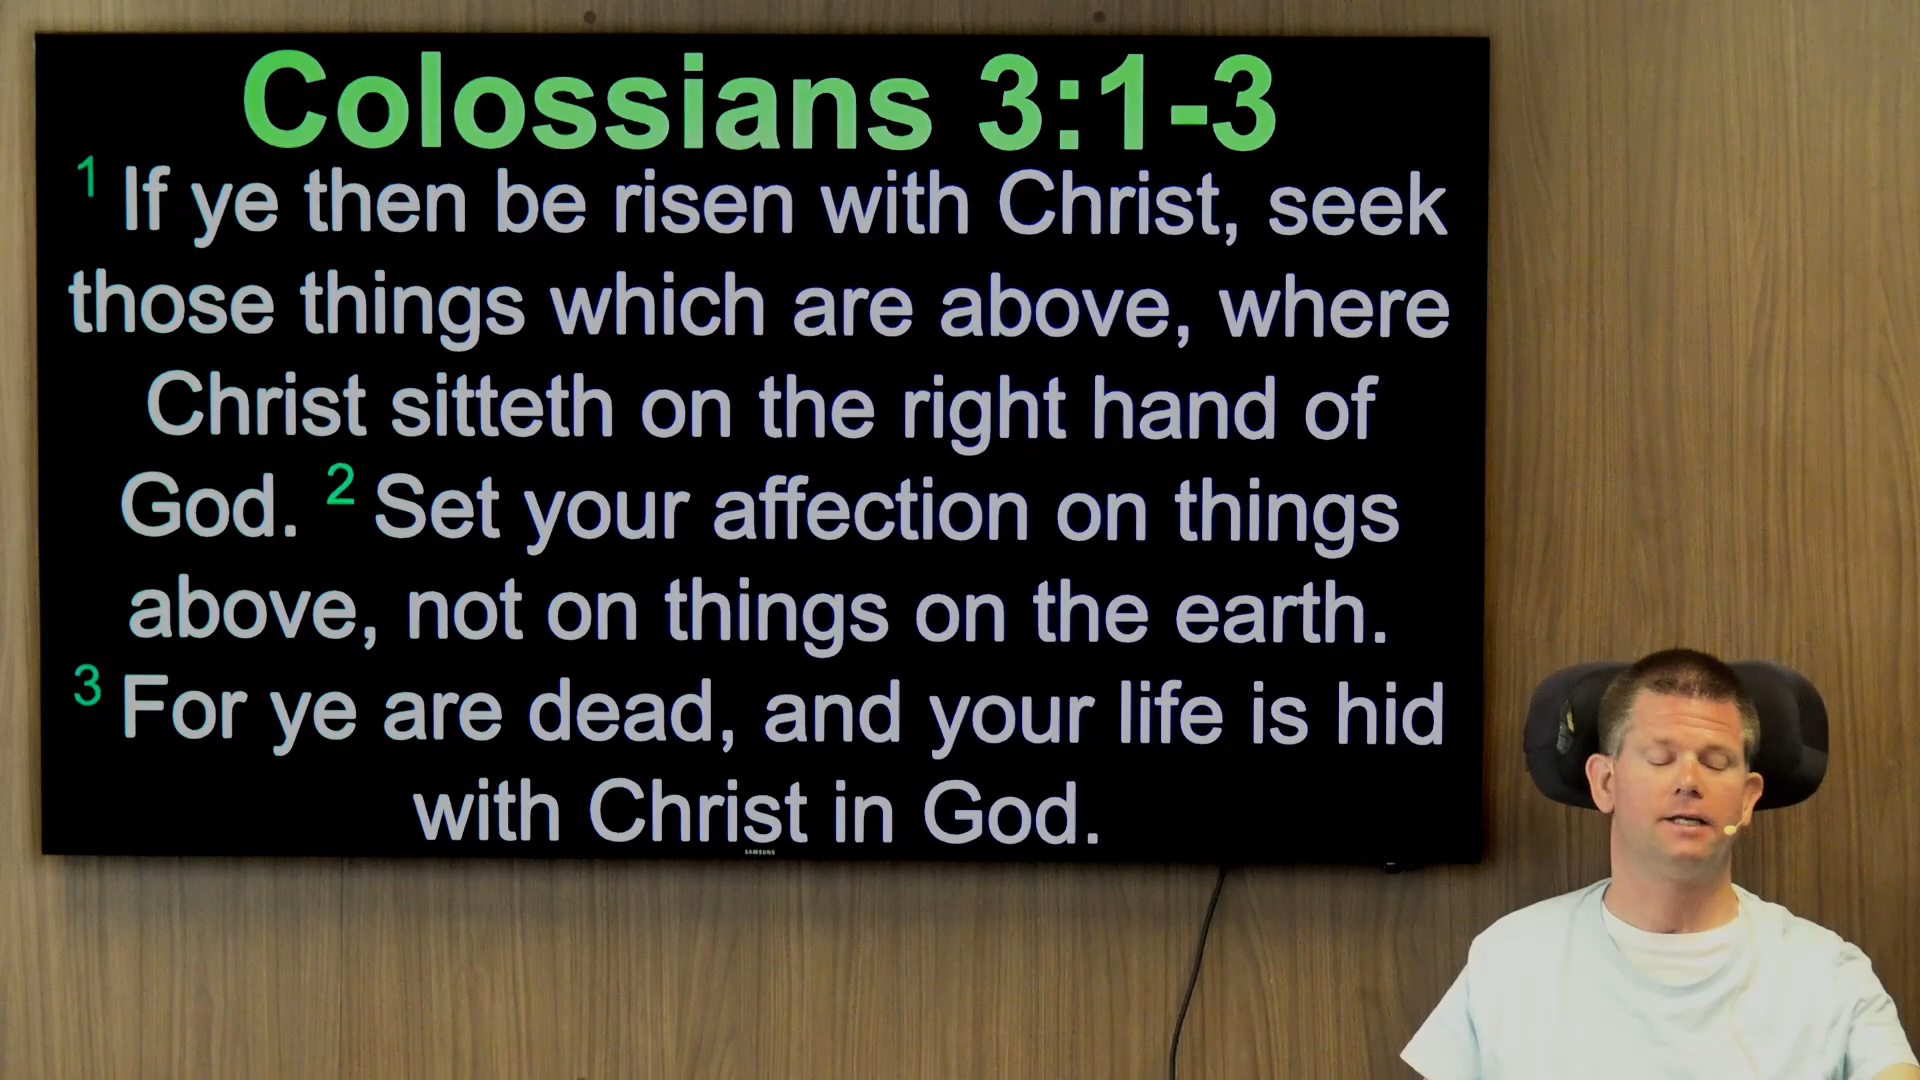 Colossians 3:1-3
1 If ye then be risen with Christ, seek
those things which are above, where
Christ sitteth on the right hand of
God. 2 Set your affection on things
above, not on things on the earth.
3 For ye are dead, and your life is hid
with Christ in God.
SAMSUNG